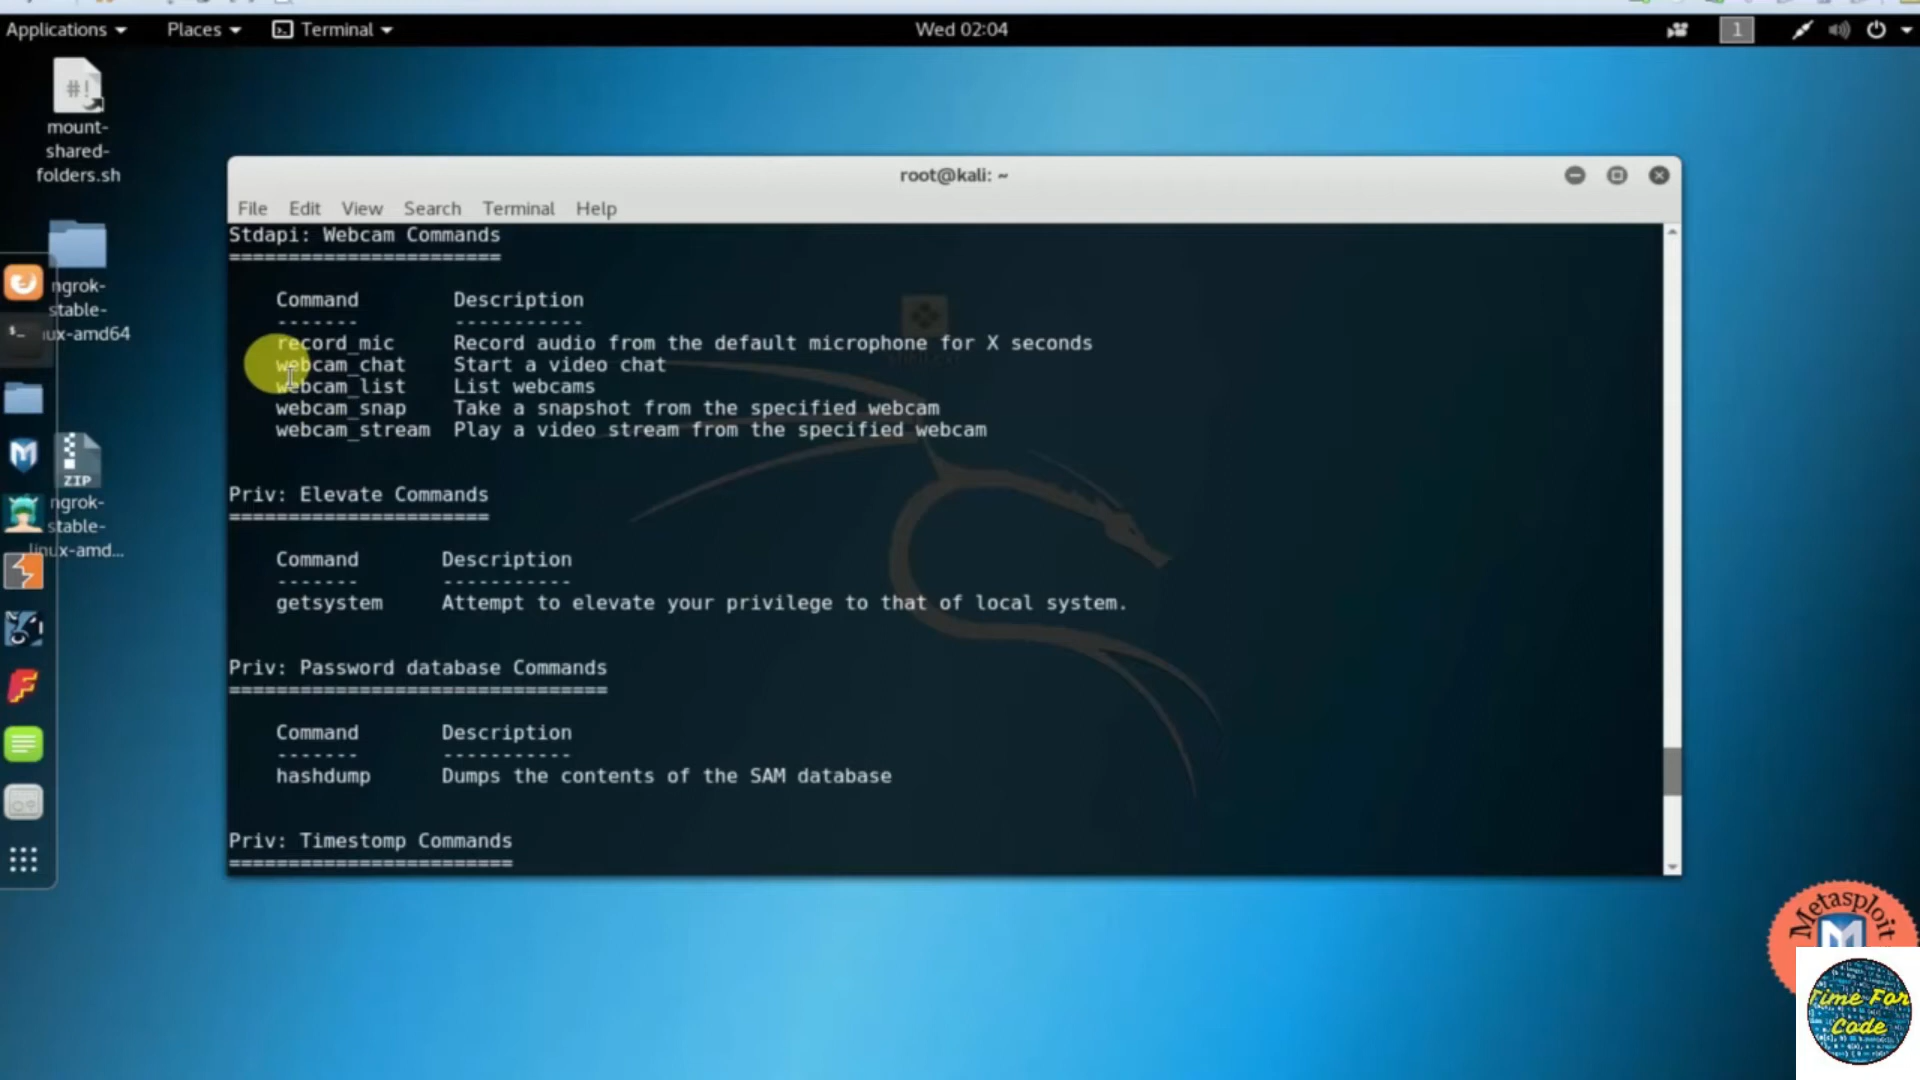 Applications
Places
Terminal
Wed 02:04
1
#!
mount-
shared-
folders.sh
ngrok-
stable-
ux-amd64
ZIP
ngrok-
stable-
linux-amd...
root@kali: ~
File Edit View Search Terminal Help
Stdapi: Webcam Commands
=======================
Command Description
------- -----------
record_mic Record audio from the default microphone for X seconds
webcam_chat Start a video chat
webcam_list List webcams
webcam_snap Take a snapshot from the specified webcam
webcam_stream Play a video stream from the specified webcam
Priv: Elevate Commands
======================
Command Description
------- -----------
getsystem Attempt to elevate your privilege to that of local system.
Priv: Password database Commands
================================
Command Description
------- -----------
hashdump Dumps the contents of the SAM database
Priv: Timestomp Commands
========================
Metasploit
Time For
Code